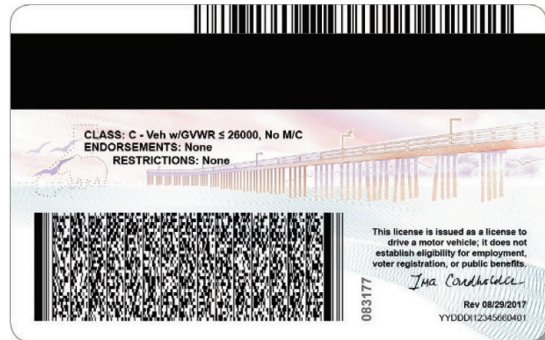 CLASS: C - Veh w/GVWR ≤ 26000, No M/C
ENDORSEMENTS: None
RESTRICTIONS: None
This license is issued as a license to
drive a motor vehicle; it does not
establish eligibility for employment,
voter registration, or public benefits.
Ima Cardholder
083177
Rev 08/29/2017
YYDDDI12345660401